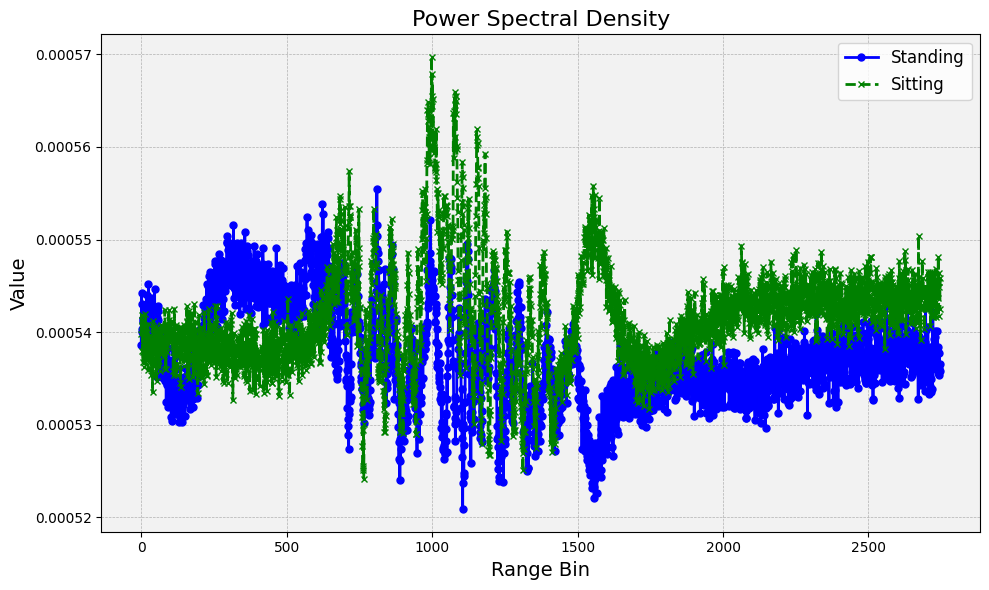 Power Spectral Density
Standing
Sitting
Value
0.00057
0.00056
0.00055
0.00054
0.00053
0.00052
0
500
1000
1500
2000
2500
Range Bin